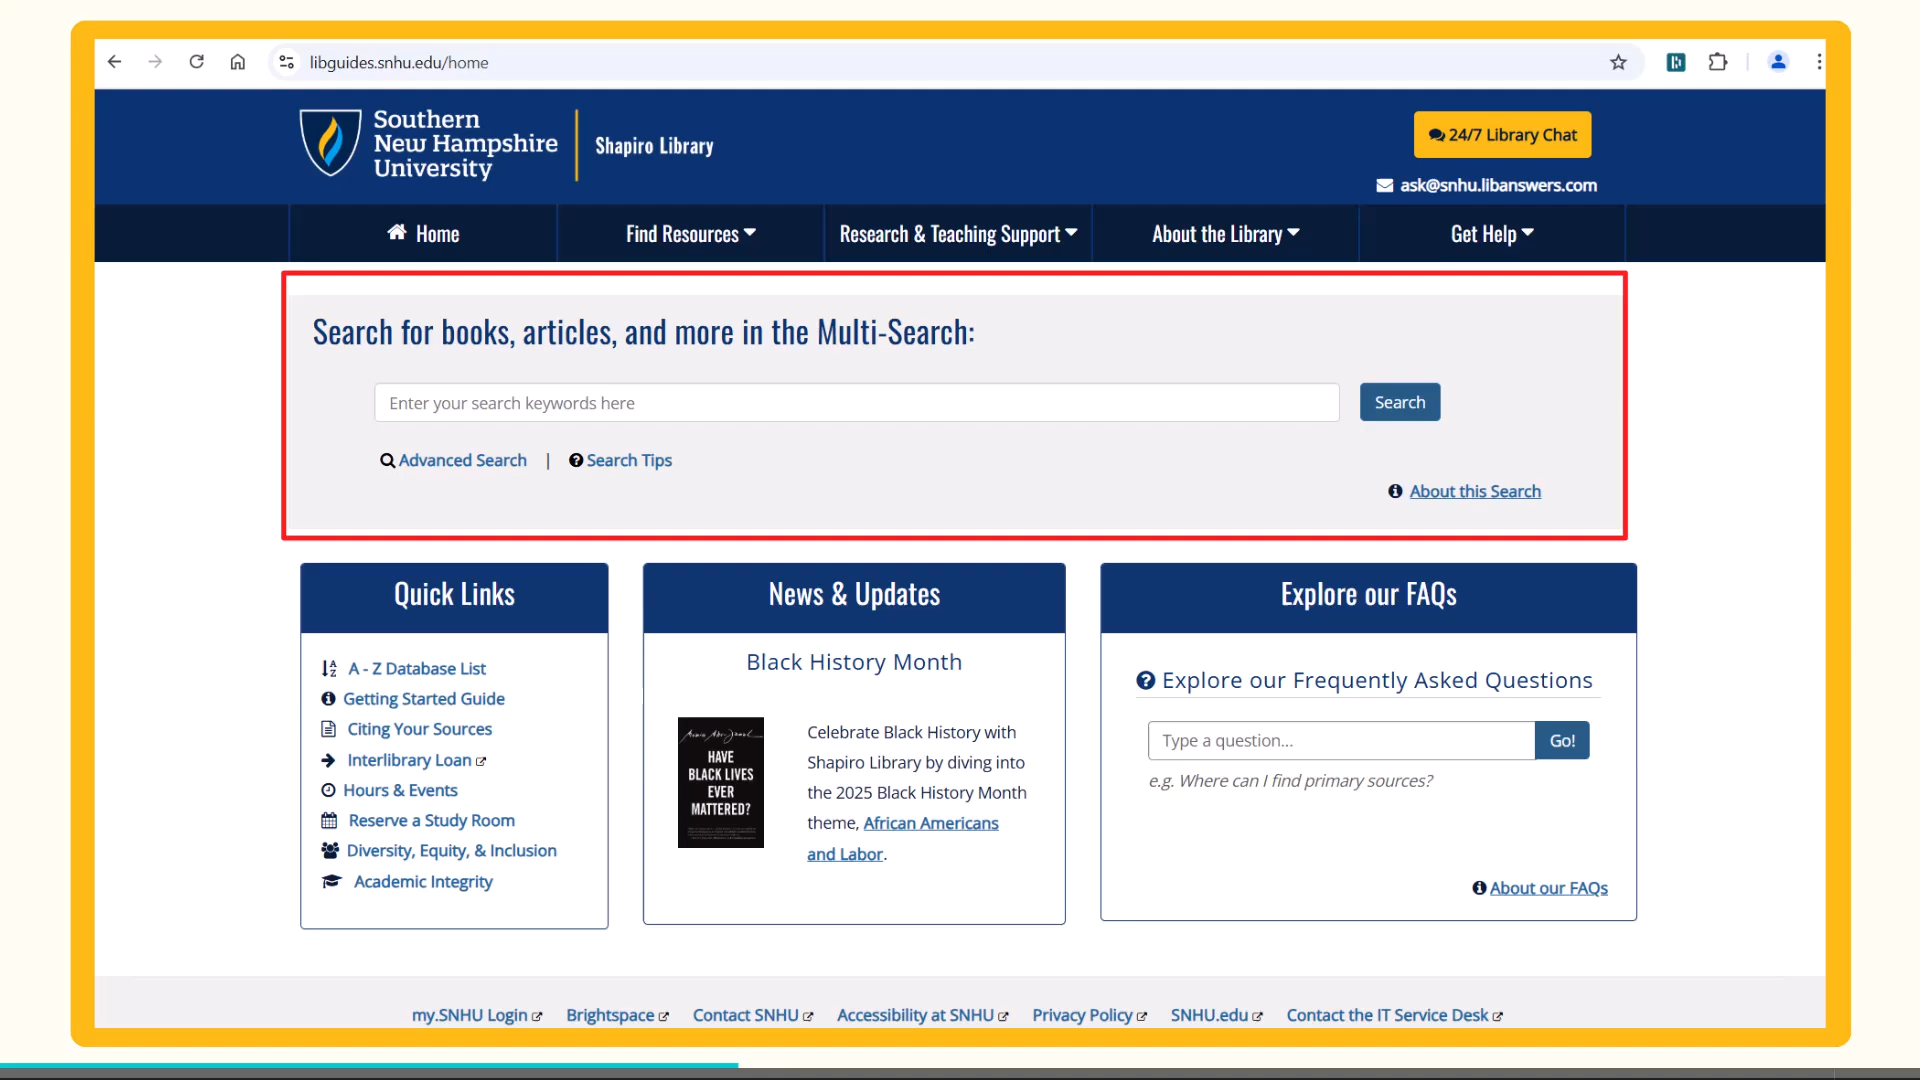 libguides.snhu.edu/home
Southern
New Hampshire
University
Shapiro Library
24/7 Library Chat
ask@snhu.libanswers.com
Home
Find Resources
Research & Teaching Support
About the Library
Get Help
Search for books, articles, and more in the Multi-Search:
Enter your search keywords here
Search
Advanced Search | Search Tips
About this Search
Quick Links
A - Z Database List
Getting Started Guide
Citing Your Sources
Interlibrary Loan
Hours & Events
Reserve a Study Room
Diversity, Equity, & Inclusion
Academic Integrity
News & Updates
Black History Month
HAVE
BLACK LIVES
EVER
MATTERED?
Celebrate Black History with
Shapiro Library by diving into
the 2025 Black History Month
theme, African Americans
and Labor.
Explore our FAQs
Explore our Frequently Asked Questions
Type a question...
Go!
e.g. Where can I find primary sources?
About our FAQs
my.SNHU Login
Brightspace
Contact SNHU
Accessibility at SNHU
Privacy Policy
SNHU.edu
Contact the IT Service Desk